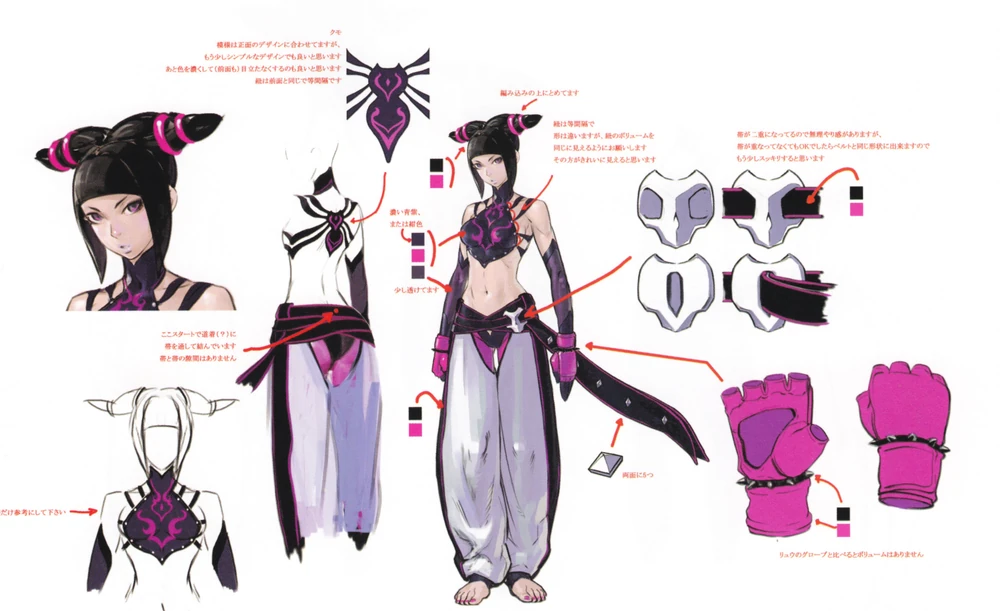 クモ
模様は正面のデザインに合わせてますが、
もう少しシンプルなデザインでも良いと思います
あと色を濃くして(前面も)目立たなくするのも良いと思います
紐は前面と同じで等間隔です
編み込みの上にとめてます
紐は等間隔で
形は違いますが、紐のボリュームを
同じに見えるようにお願いします
その方がきれいに見えると思います
帯が二重になってるので無理やり感がありますが、
帯が重なってなくてもOKでしたらベルトと同じ形状に出来ますので
もう少しスッキリすると思います
濃い青紫、
または紺色
少し透けてます
ここスタートで道着(?)に
帯を通して結んでいます
帯と帯の隙間はありません
だけ参考にして下さい
両面に5つ
リュウのグローブと比べるとボリュームはありません